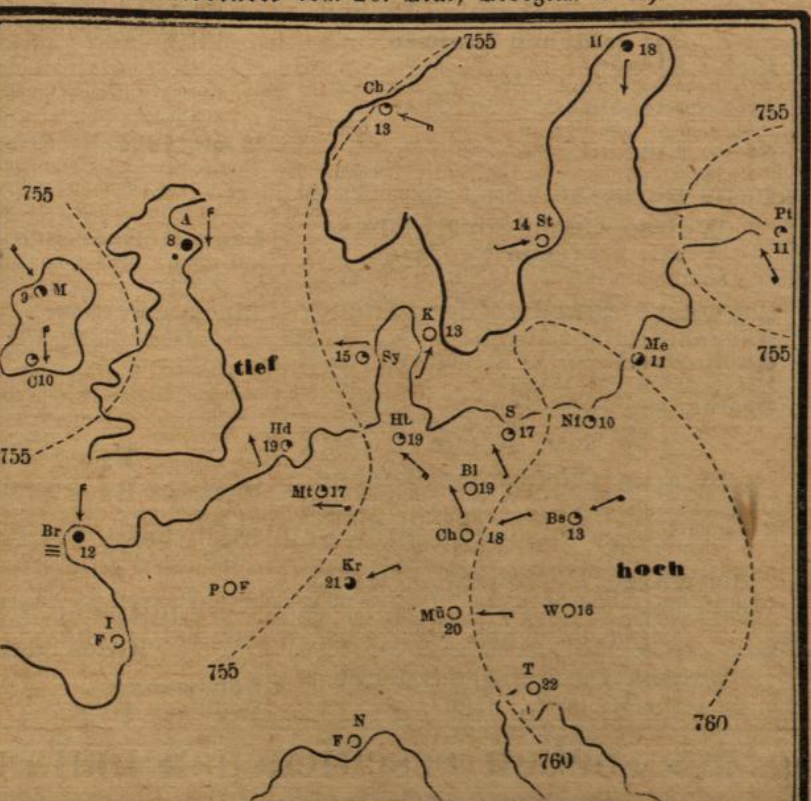 755
H 18
Cb
13
755
755
A
8
14 St
Pt
11
9 M
K
13
C10
tief
15 Sy
Me
11
755
755
Hd
19
Hb
19
S
17
Nf 10
Bl
19
Mt 17
Br
12
Ch 18
Bs
13
Kr
21
hoch
P F
Mü
20
W 16
I
F
755
T
22
N
F
760
760